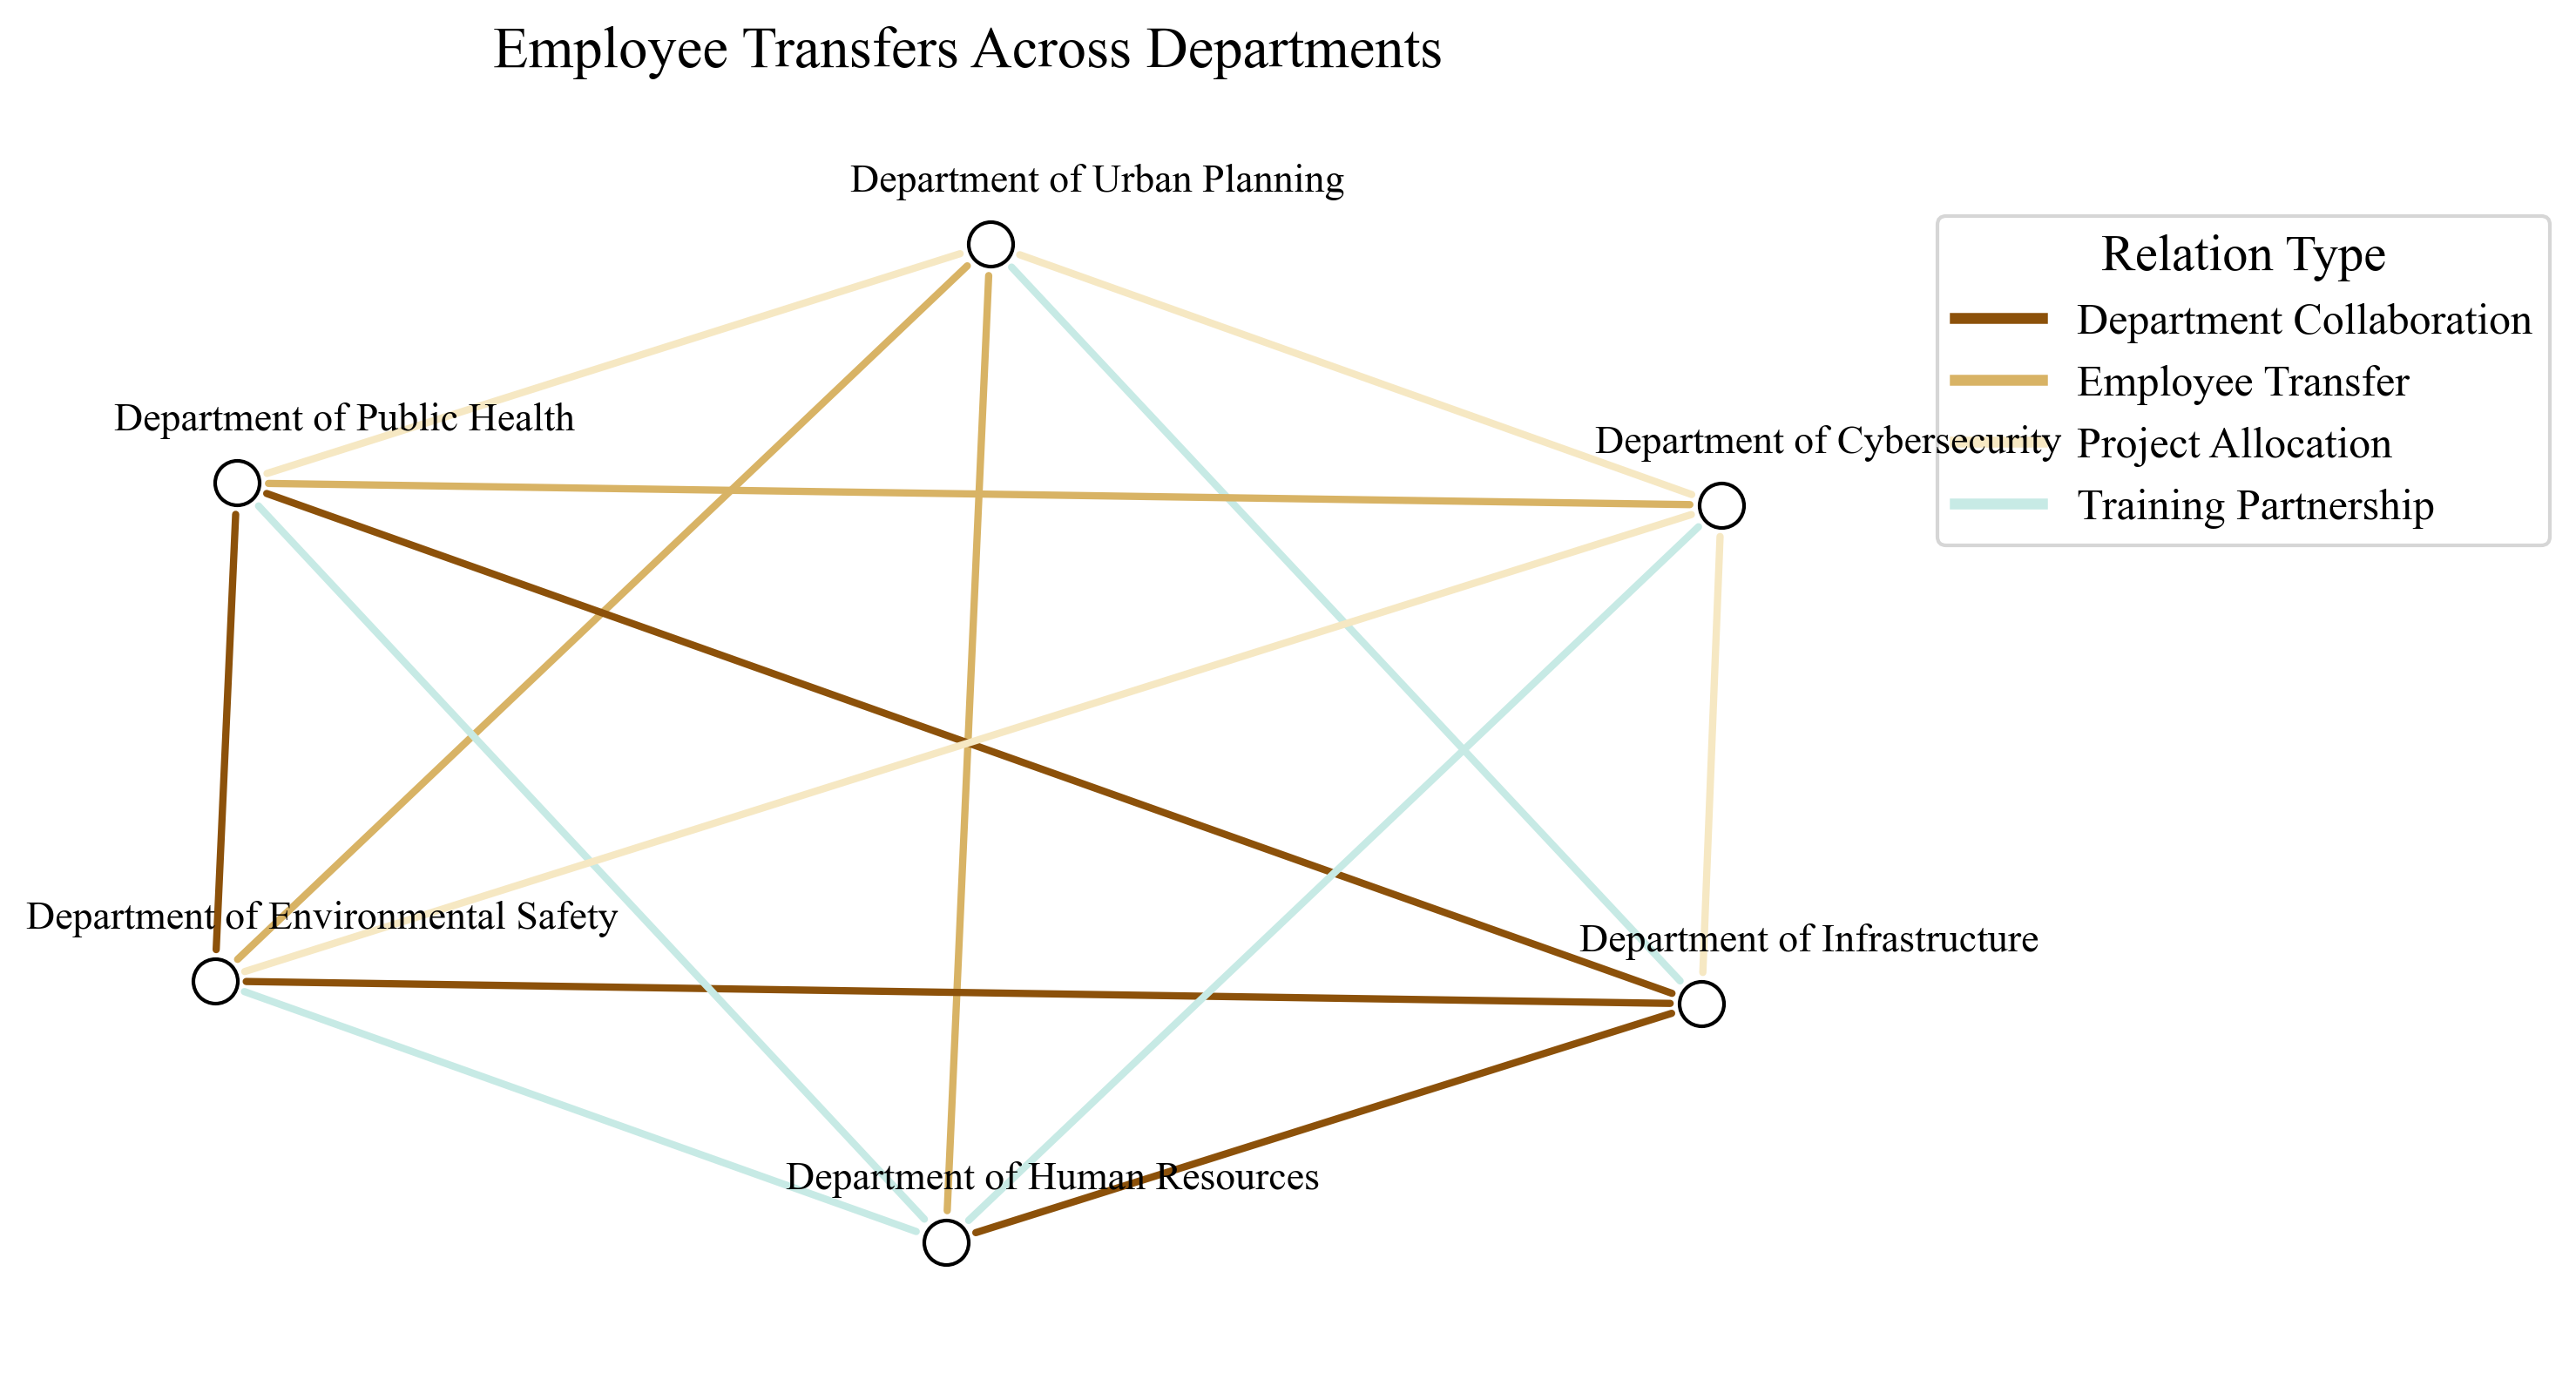 Employee Transfers Across Departments
Department of Urban Planning
Department of Public Health
Department of Cybersecurity
Department of Environmental Safety
Department of Infrastructure
Department of Human Resources
Relation Type
Department Collaboration
Employee Transfer
Project Allocation
Training Partnership